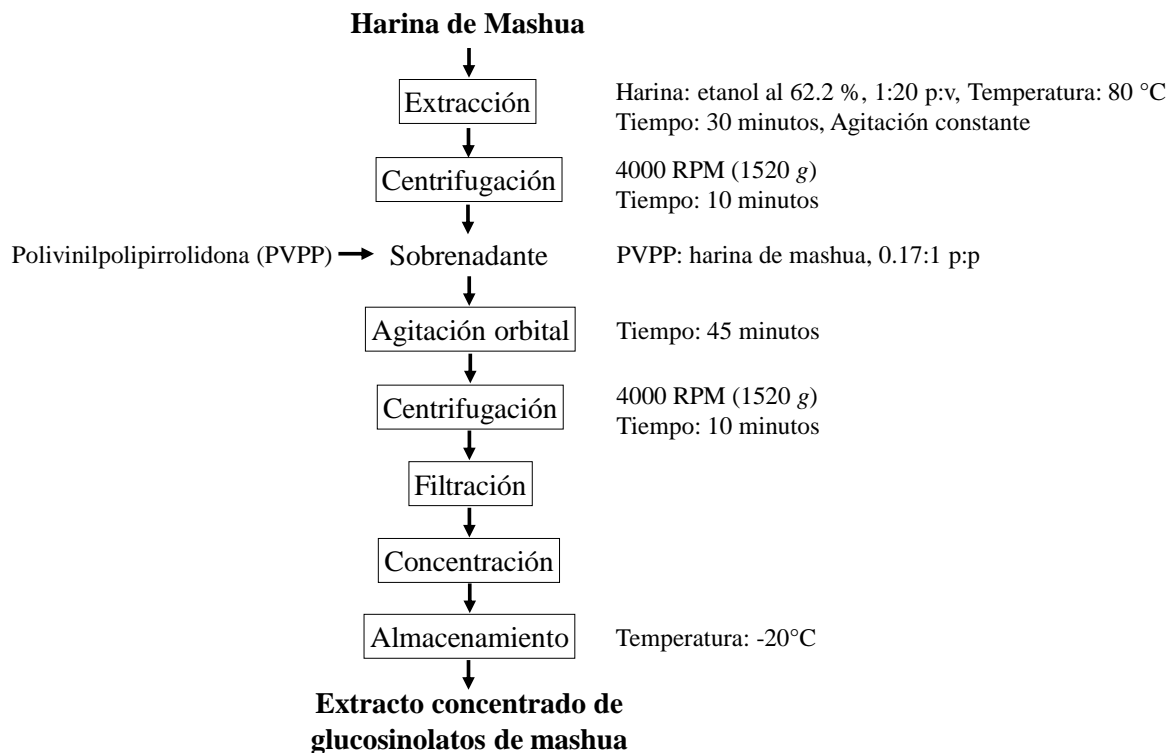 Harina de Mashua
Extracción
Harina: etanol al 62.2 %, 1:20 p:v, Temperatura: 80 °C
Tiempo: 30 minutos, Agitación constante
Centrifugación
4000 RPM (1520 g)
Tiempo: 10 minutos
Polivinilpolipirrolidona (PVPP)
Sobrenadante
PVPP: harina de mashua, 0.17:1 p:p
Agitación orbital
Tiempo: 45 minutos
Centrifugación
4000 RPM (1520 g)
Tiempo: 10 minutos
Filtración
Concentración
Almacenamiento
Temperatura: -20°C
Extracto concentrado de
glucosinolatos de mashua